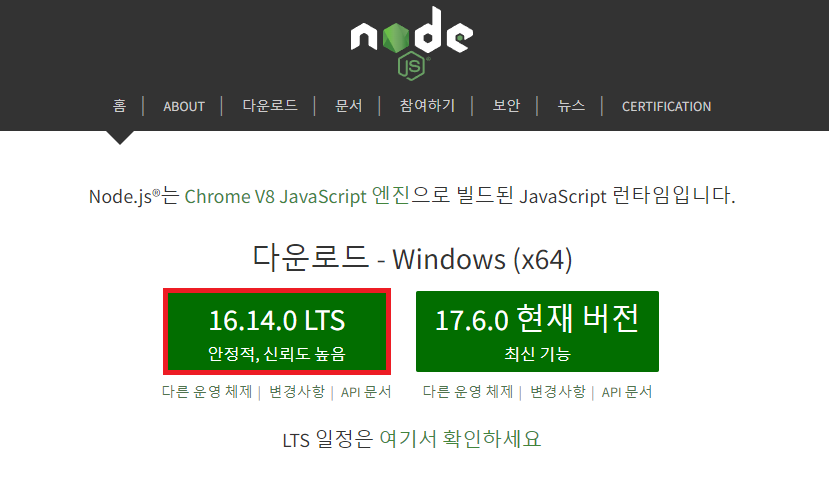 node
JS
홈 | ABOUT | 다운로드 | 문서 | 참여하기 | 보안 | 뉴스 | CERTIFICATION
Node.js®는 Chrome V8 JavaScript 엔진으로 빌드된 JavaScript 런타임입니다.
다운로드 - Windows (x64)
16.14.0 LTS
안정적, 신뢰도 높음
다른 운영 체제 | 변경사항 | API 문서
17.6.0 현재 버전
최신 기능
다른 운영 체제 | 변경사항 | API 문서
LTS 일정은 여기서 확인하세요